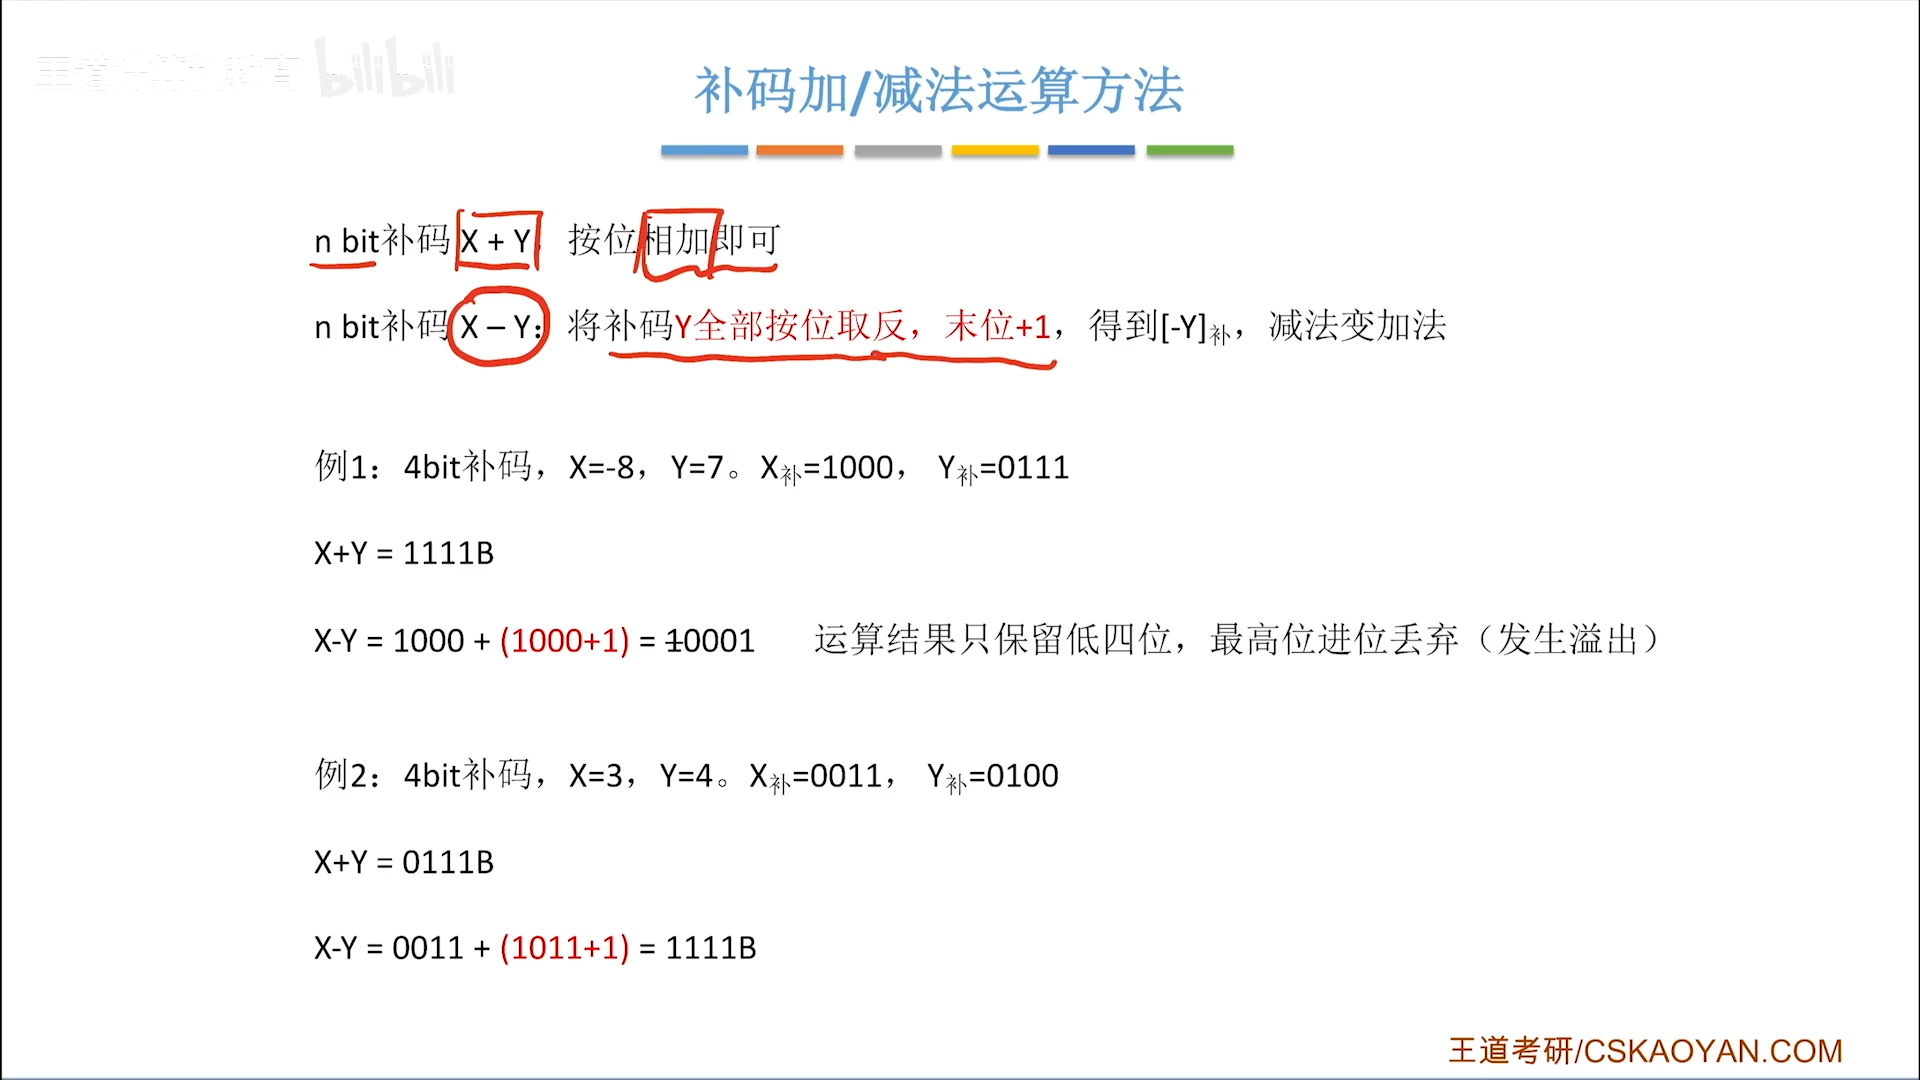 王道计算机教育 bilibili
补码加/减法运算方法
n bit补码 X + Y：按位相加即可
n bit补码 X – Y：将补码Y全部按位取反，末位+1，得到[-Y]补，减法变加法
例1：4bit补码，X=-8，Y=7。X补=1000， Y补=0111
X+Y = 1111B
X-Y = 1000 + (1000+1) = 10001 运算结果只保留低四位，最高位进位丢弃（发生溢出）
例2：4bit补码，X=3，Y=4。X补=0011， Y补=0100
X+Y = 0111B
X-Y = 0011 + (1011+1) = 1111B
王道考研/CSKAOYAN.COM